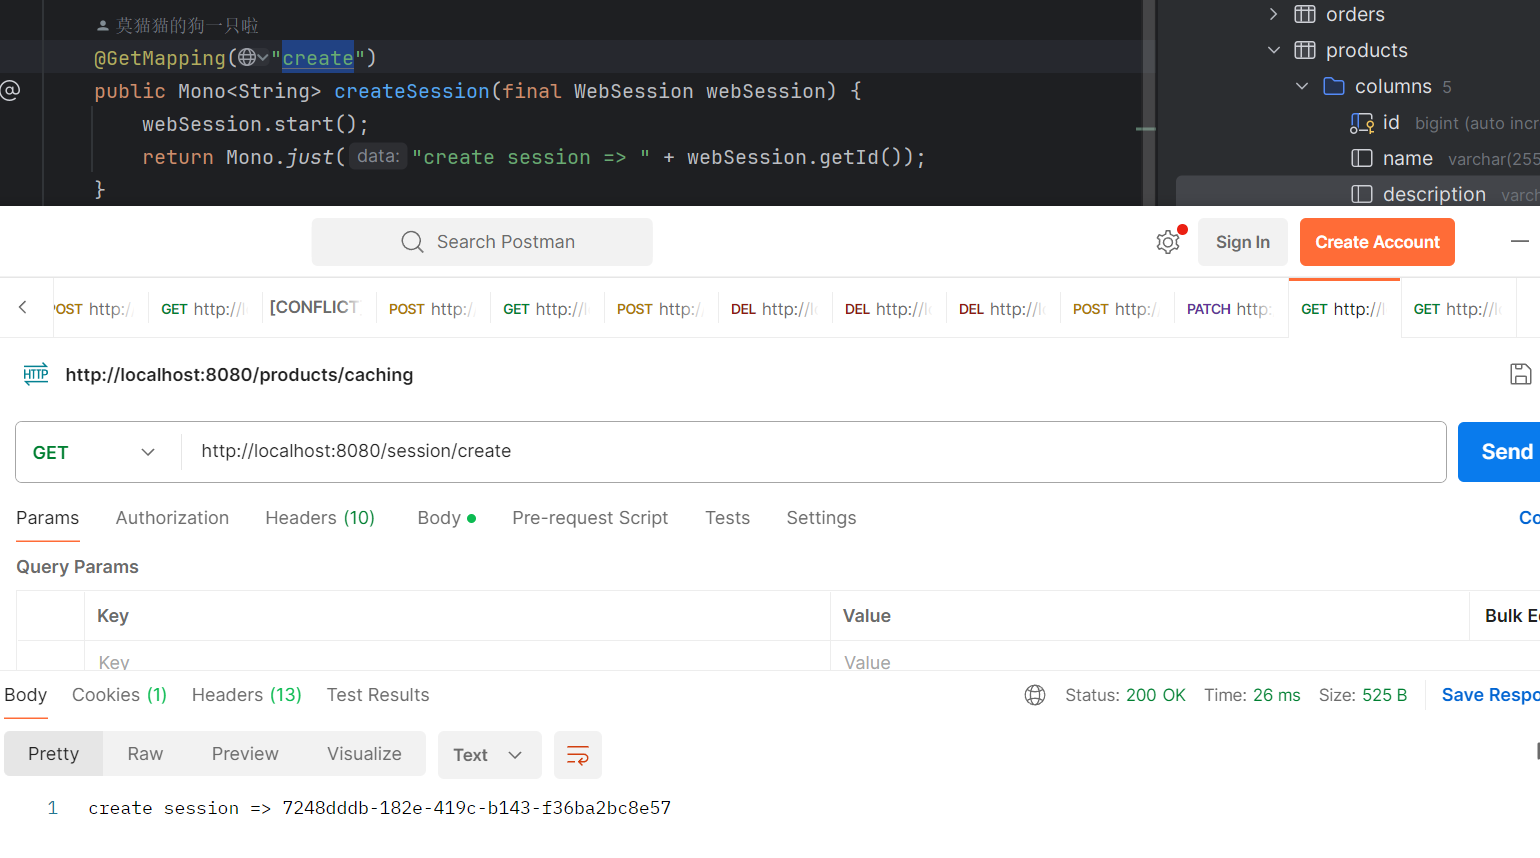 莫猫猫的狗一只啦
@GetMapping("create")
public Mono<String> createSession(final WebSession webSession) {
webSession.start();
return Mono.just( data: "create session => " + webSession.getId());
}
orders
products
columns 5
id bigint (auto incr
name varchar(255
description varch
Search Postman
Sign In
Create Account
POST http:/
GET http://l
[CONFLICT
POST http:/
GET http://l
POST http:/
DEL http://lo
DEL http://lo
DEL http://lo
POST http:/
PATCH http:
GET http://l
GET http://lo
HTTP http://localhost:8080/products/caching
GET http://localhost:8080/session/create Send
Params Authorization Headers (10) Body Pre-request Script Tests Settings Co
Query Params
Key Value Bulk E
Key Value
Body Cookies (1) Headers (13) Test Results Status: 200 OK Time: 26 ms Size: 525 B Save Respo
Pretty Raw Preview Visualize Text
1 create session => 7248dddb-182e-419c-b143-f36ba2bc8e57